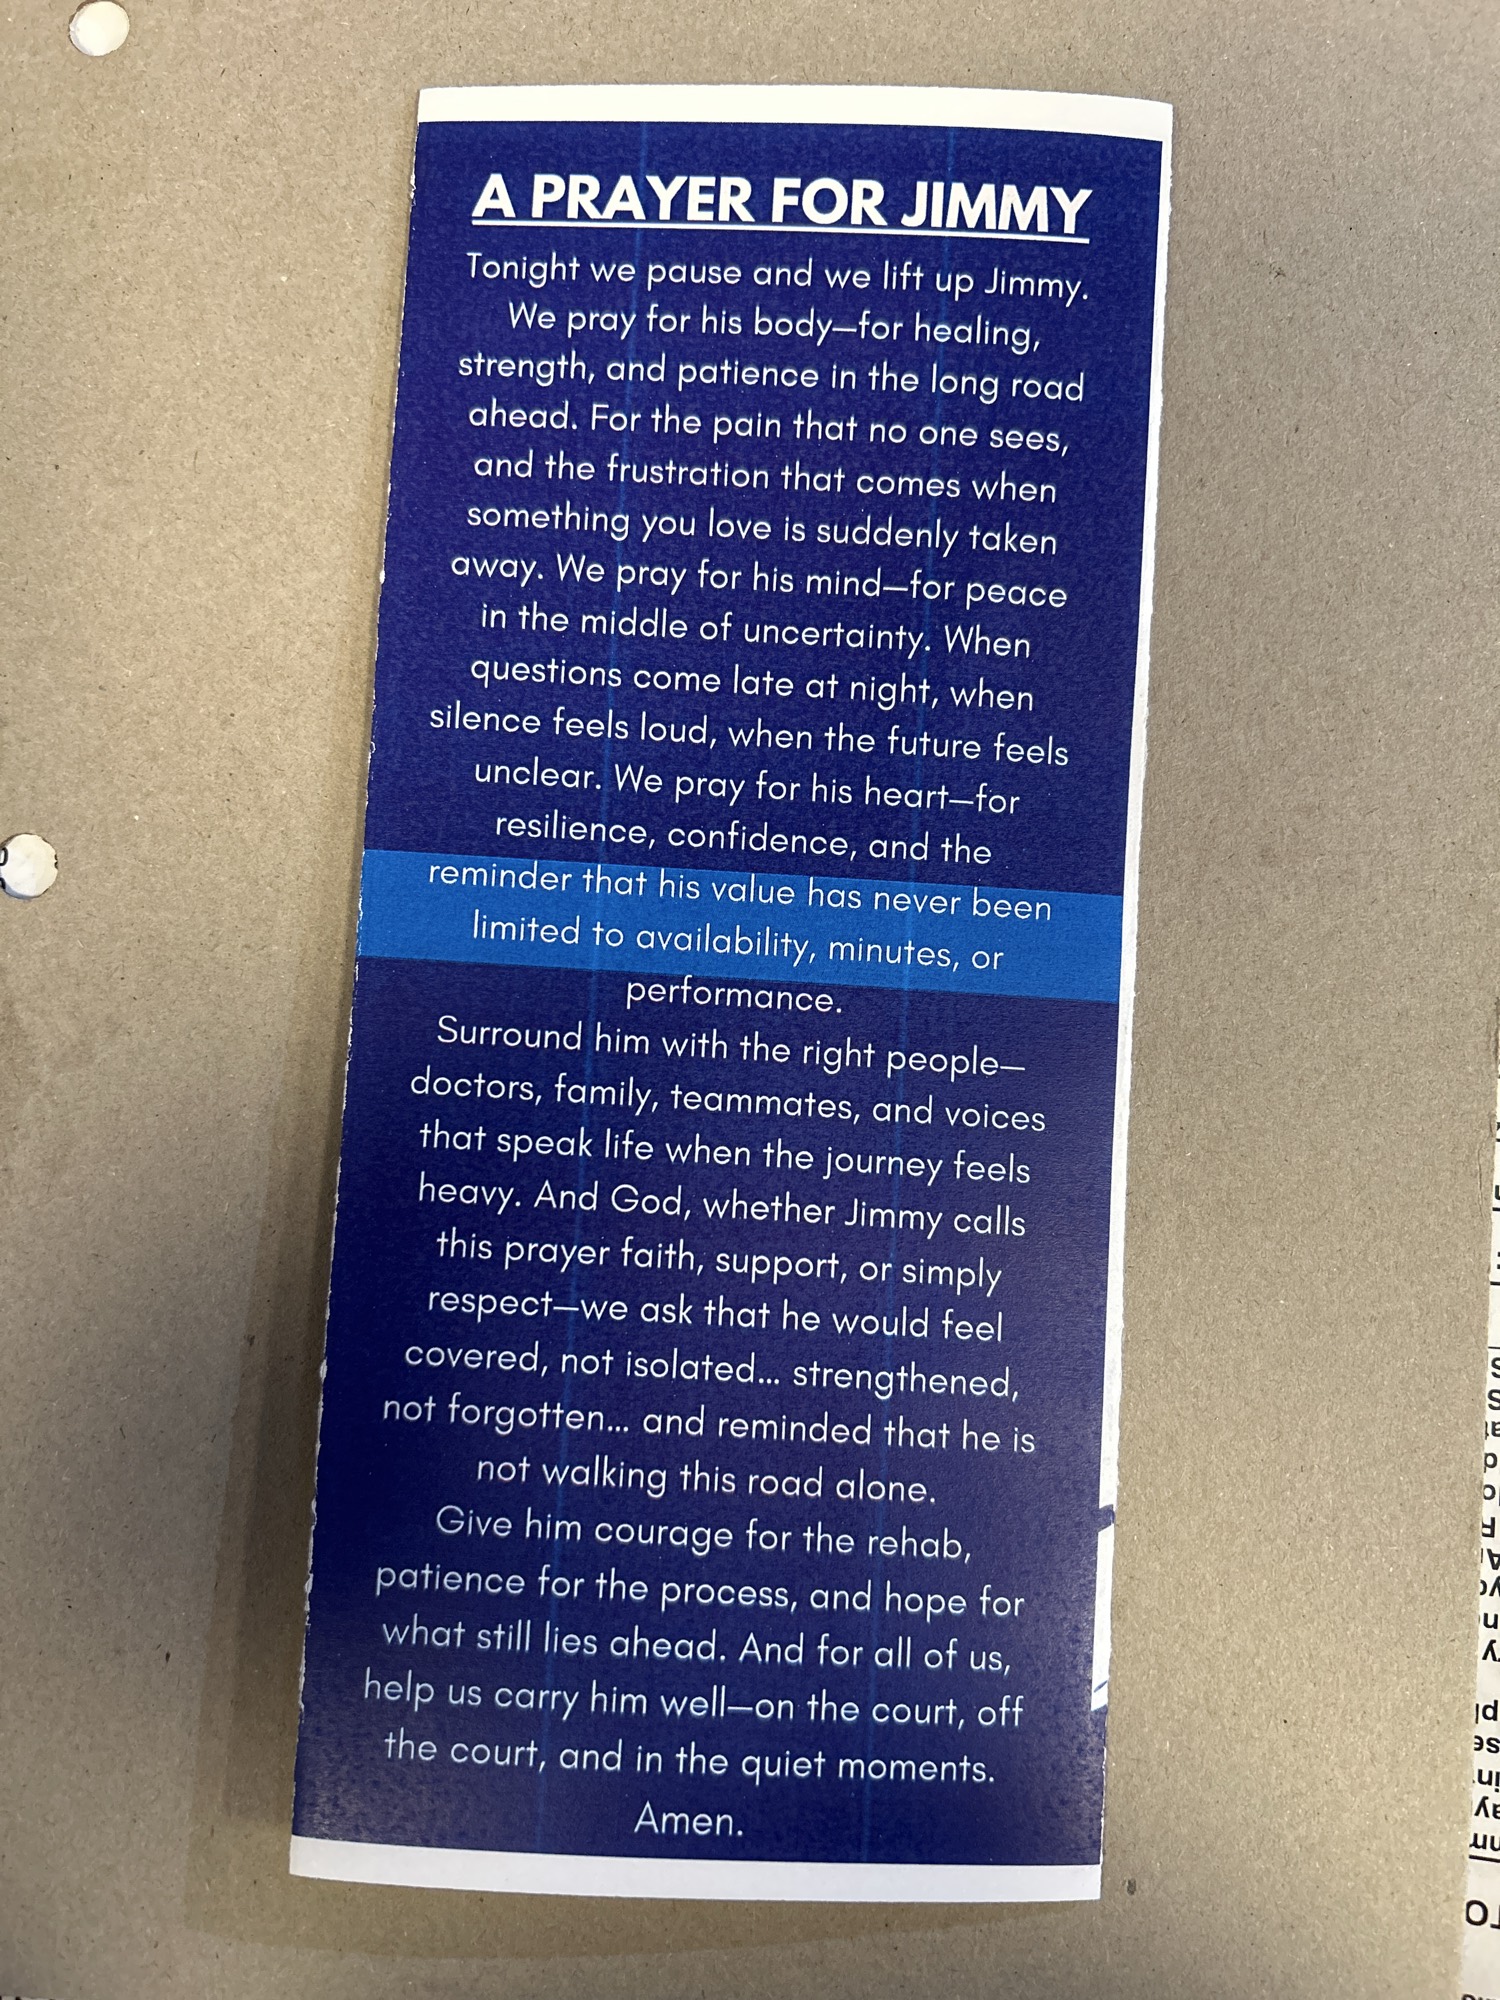 A PRAYER FOR JIMMY
Tonight we pause and we lift up Jimmy.
We pray for his body—for healing,
strength, and patience in the long road
ahead. For the pain that no one sees,
and the frustration that comes when
something you love is suddenly taken
away. We pray for his mind—for peace
in the middle of uncertainty. When
questions come late at night, when
silence feels loud, when the future feels
unclear. We pray for his heart—for
resilience, confidence, and the
reminder that his value has never been
limited to availability, minutes, or
performance.
Surround him with the right people—
doctors, family, teammates, and voices
that speak life when the journey feels
heavy. And God, whether Jimmy calls
this prayer faith, support, or simply
respect—we ask that he would feel
covered, not isolated... strengthened,
not forgotten... and reminded that he is
not walking this road alone.
Give him courage for the rehab,
patience for the process, and hope for
what still lies ahead. And for all of us,
help us carry him well—on the court, off
the court, and in the quiet moments.
Amen.